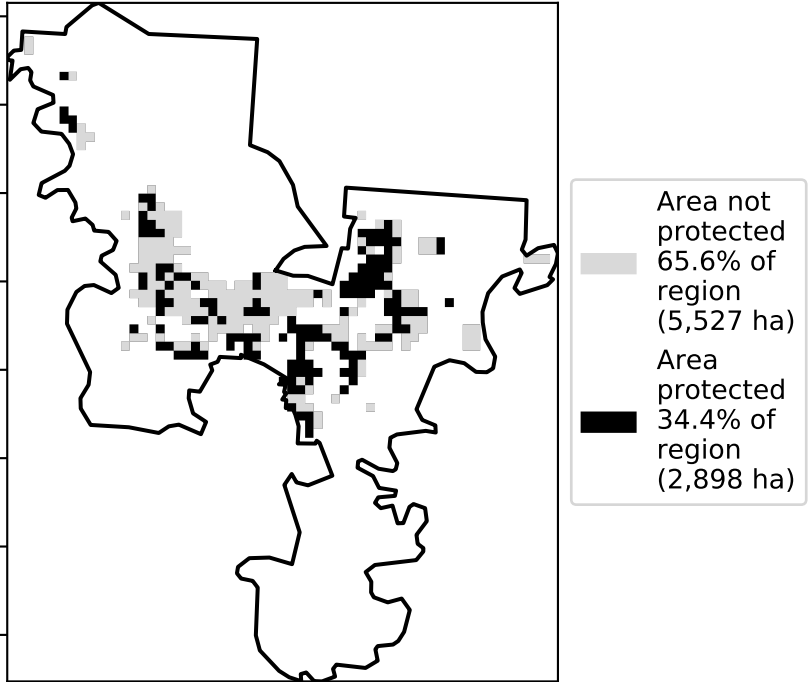 Area not
protected
65.6% of
region
(5,527 ha)
Area
protected
34.4% of
region
(2,898 ha)